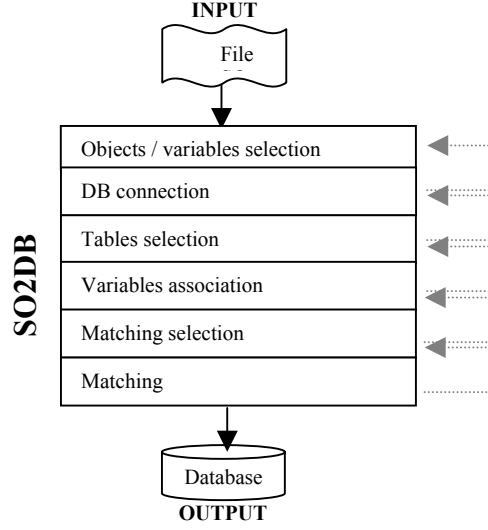 INPUT
File
SO2DB
Objects / variables selection
DB connection
Tables selection
Variables association
Matching selection
Matching
Database
OUTPUT